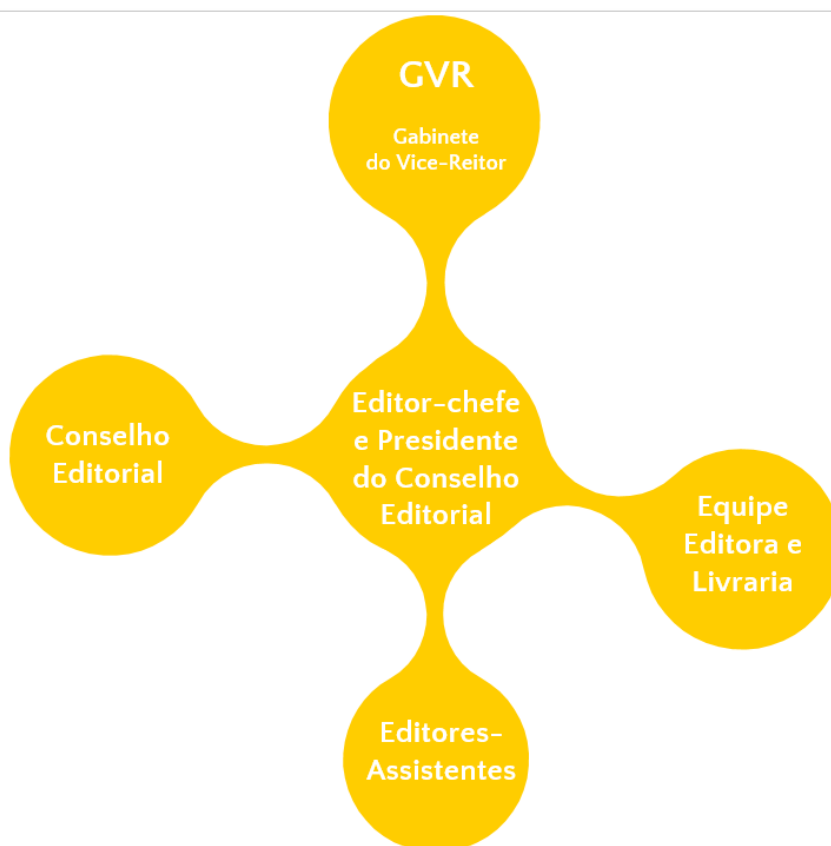 GVR
Gabinete
do Vice-Reitor
Editor-chefe
e Presidente
do Conselho
Editorial
Conselho
Editorial
Equipe
Editora e
Livraria
Editores-
Assistentes